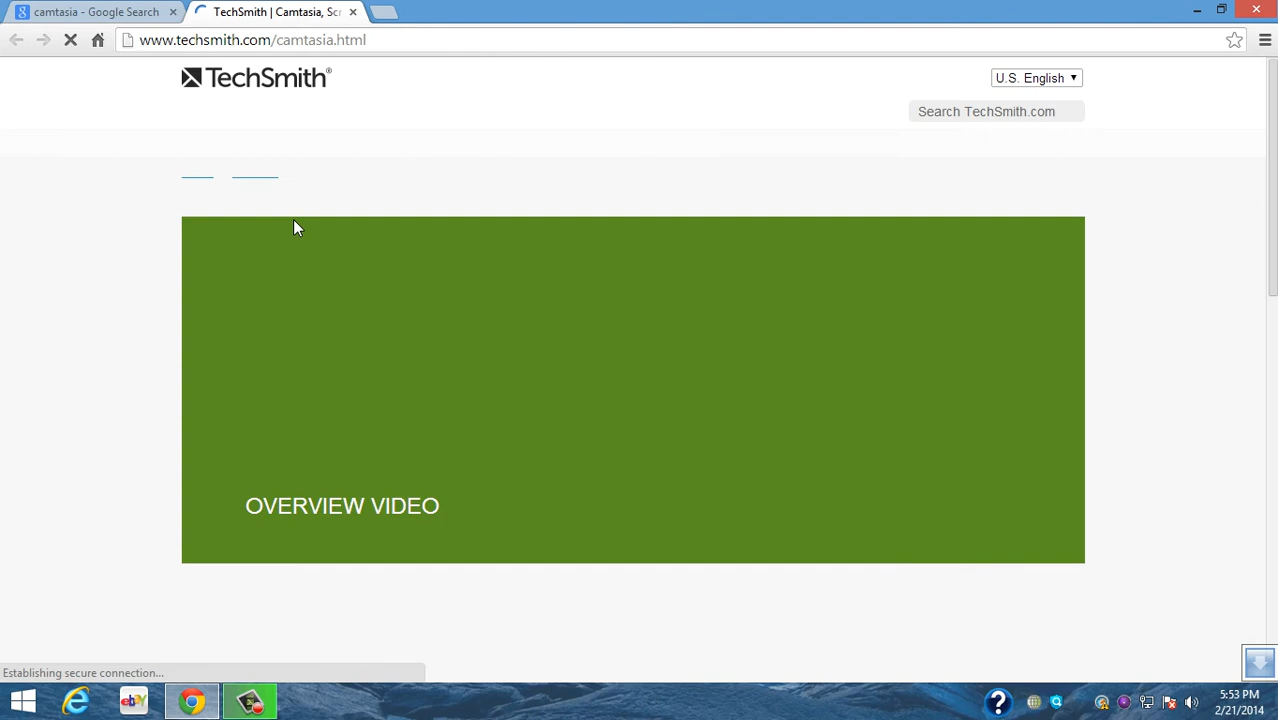 camtasia - Google Search
TechSmith | Camtasia, Scr
www.techsmith.com/camtasia.html
TechSmith®
U.S. English
Search TechSmith.com
OVERVIEW VIDEO
Establishing secure connection...
ebY
5:53 PM
2/21/2014